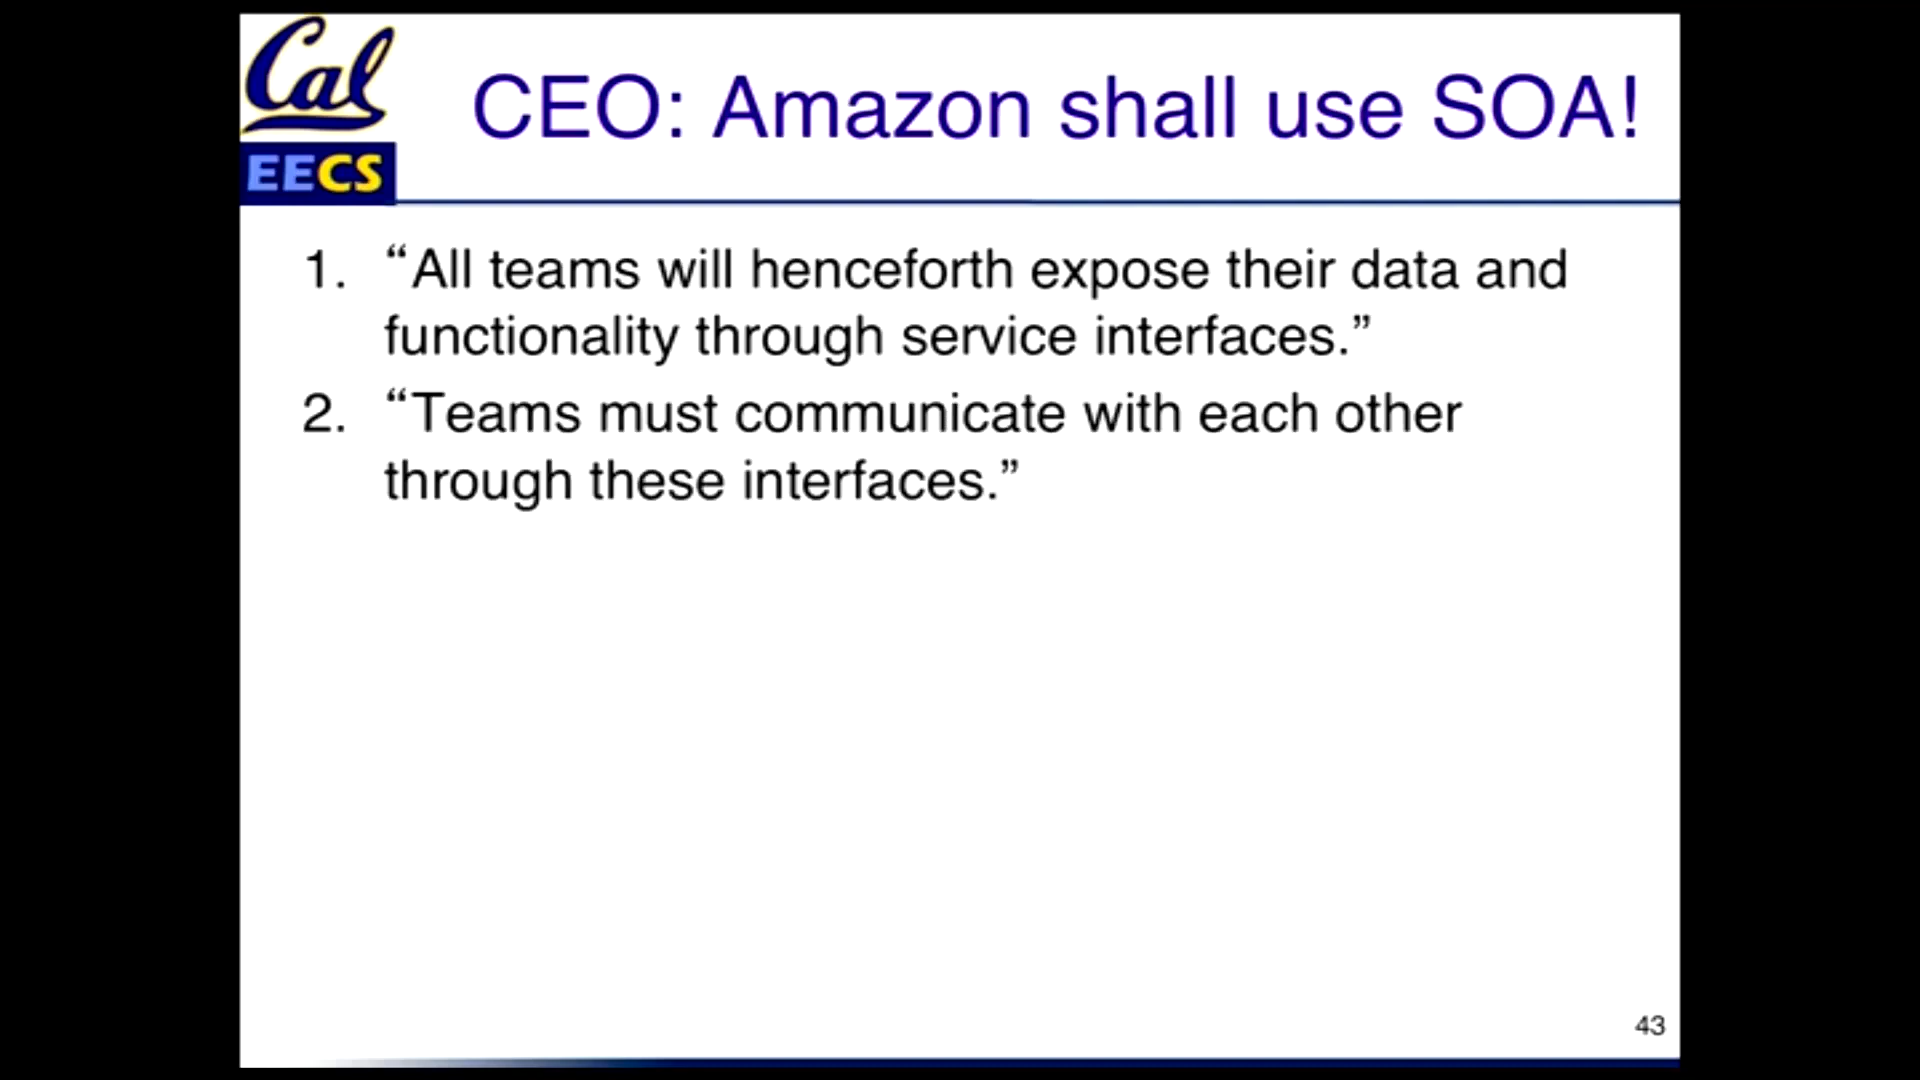 Cal
EECS
CEO: Amazon shall use SOA!
1. “All teams will henceforth expose their data and
functionality through service interfaces.”
2. “Teams must communicate with each other
through these interfaces.”
43